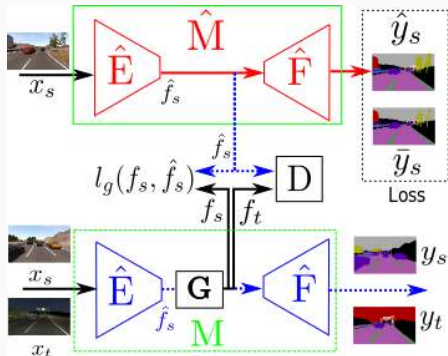 M̂
Ê
F̂
x_s
f̂_s
ŷ_s
ȳ_s
Loss
f̂_s
l_g(f_s, f̂_s)
D
f_s
f_t
x_s
Ê
G
F̂
f̂_s
M
y_s
y_t
x_t